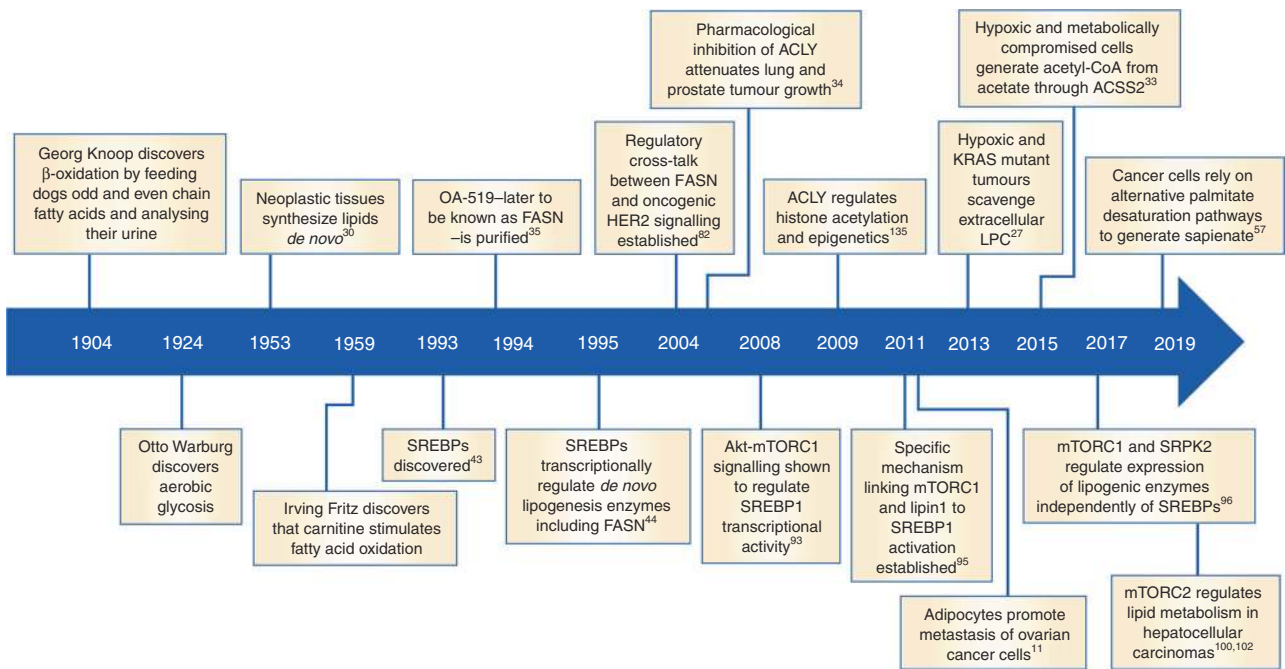 Georg Knoop discovers
β-oxidation by feeding
dogs odd and even chain
fatty acids and analysing
their urine
Neoplastic tissues
synthesize lipids
de novo30
OA-519–later to
be known as FASN
–is purified35
Regulatory
cross-talk
between FASN
and oncogenic
HER2 signalling
established82
Pharmacological
inhibition of ACLY
attenuates lung and
prostate tumour growth34
ACLY regulates
histone acetylation
and epigenetics135
Hypoxic and
KRAS mutant
tumours
scavenge
extracellular
LPC27
Hypoxic and metabolically
compromised cells
generate acetyl-CoA from
acetate through ACSS233
Cancer cells rely on
alternative palmitate
desaturation pathways
to generate sapienate57
1904 1924 1953 1959 1993 1994 1995 2004 2008 2009 2011 2013 2015 2017 2019
Otto Warburg
discovers
aerobic
glycosis
Irving Fritz discovers
that carnitine stimulates
fatty acid oxidation
SREBPs
discovered43
SREBPs
transcriptionally
regulate de novo
lipogenesis enzymes
including FASN44
Akt-mTORC1
signalling shown
to regulate
SREBP1
transcriptional
activity93
Specific
mechanism
linking mTORC1
and lipin1 to
SREBP1
activation
established95
Adipocytes promote
metastasis of ovarian
cancer cells11
mTORC1 and SRPK2
regulate expression
of lipogenic enzymes
independently of SREBPs96
mTORC2 regulates
lipid metabolism in
hepatocellular
carcinomas100,102